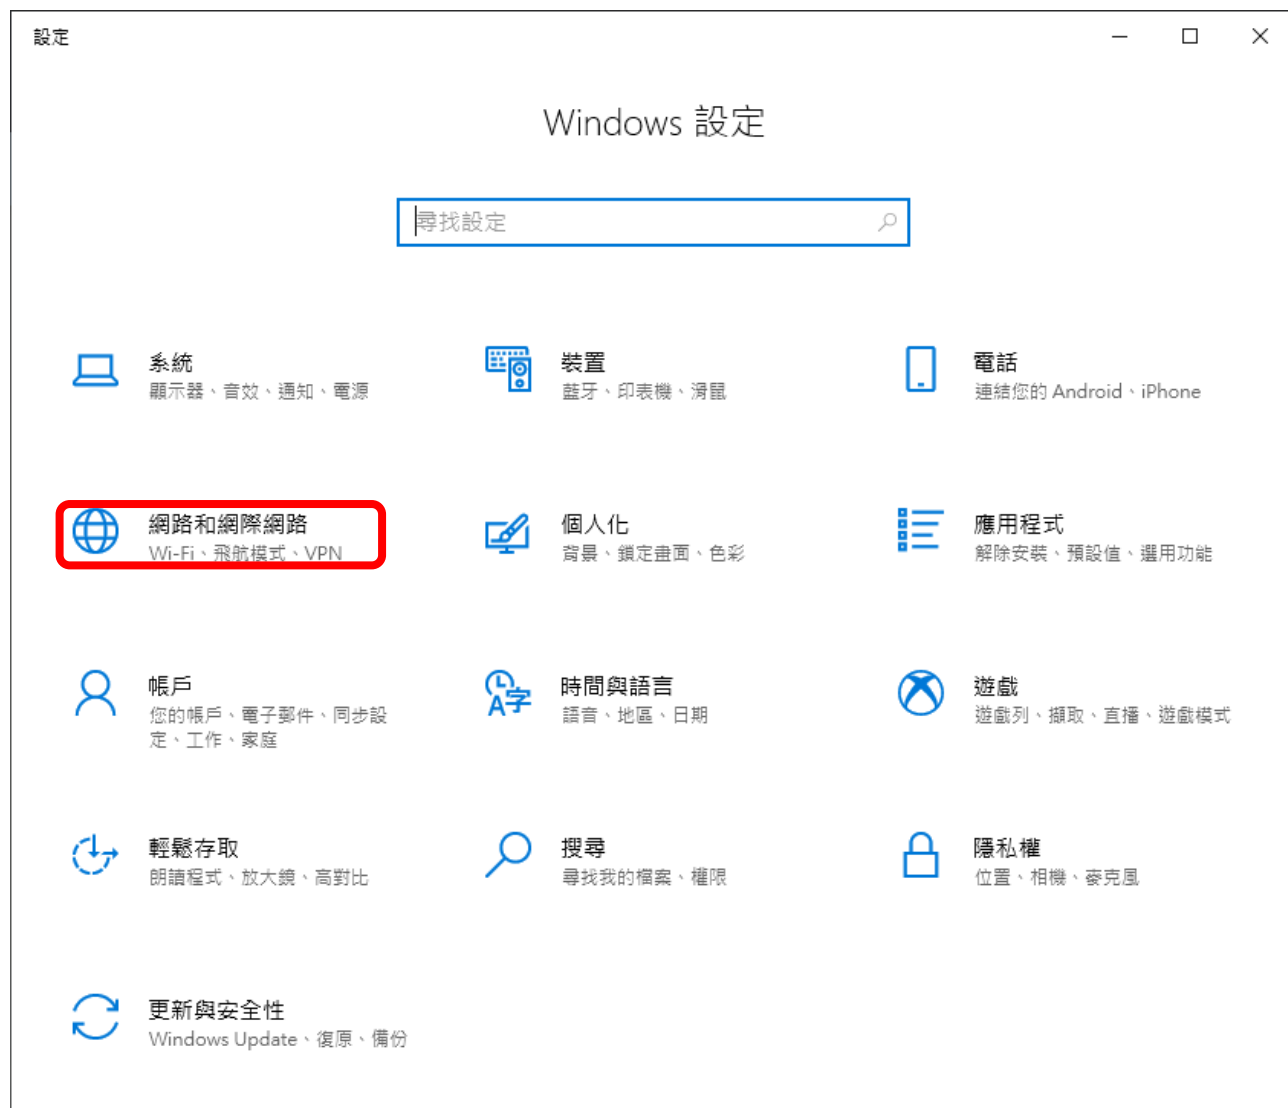 設定
Windows 設定
尋找設定
系統
顯示器、音效、通知、電源
裝置
藍牙、印表機、滑鼠
電話
連結您的 Android、iPhone
網路和網際網路
Wi-Fi、飛航模式、VPN
個人化
背景、鎖定畫面、色彩
應用程式
解除安裝、預設值、選用功能
帳戶
您的帳戶、電子郵件、同步設
定、工作、家庭
時間與語言
語音、地區、日期
遊戲
遊戲列、擷取、直播、遊戲模式
輕鬆存取
朗讀程式、放大鏡、高對比
搜尋
尋找我的檔案、權限
隱私權
位置、相機、麥克風
更新與安全性
Windows Update、復原、備份